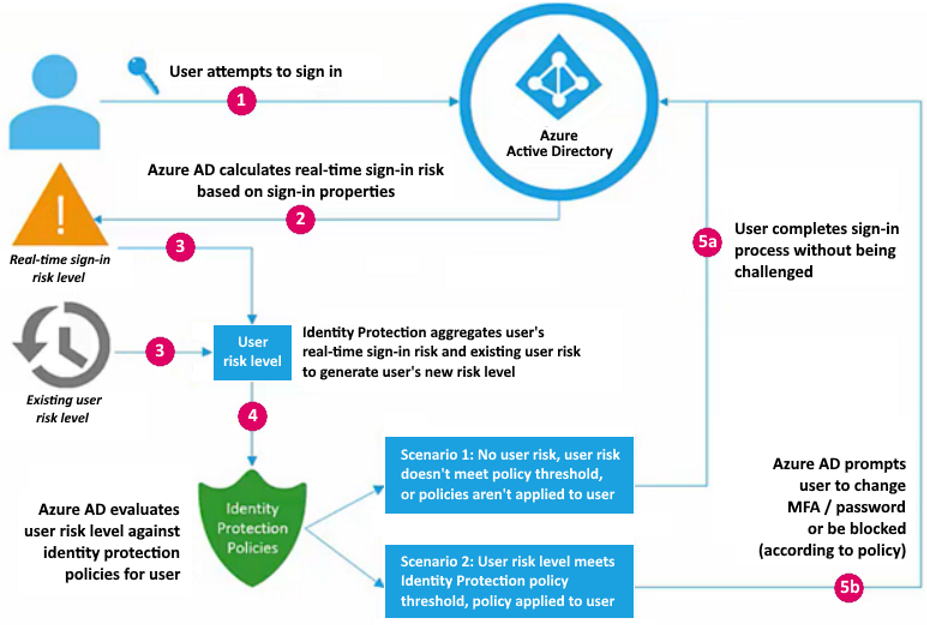 User attempts to sign in
1
Azure
Active Directory
Azure AD calculates real-time sign-in risk
based on sign-in properties
2
!
Real-time sign-in
risk level
3
5a
User completes sign-in
process without being
challenged
User
risk level
Identity Protection aggregates user's
real-time sign-in risk and existing user risk
to generate user's new risk level
3
Existing user
risk level
4
Scenario 1: No user risk, user risk
doesn't meet policy threshold,
or policies aren't applied to user
Azure AD prompts
user to change
MFA / password
or be blocked
(according to policy)
Azure AD evaluates
user risk level against
identity protection
policies for user
Identity
Protection
Policies
Scenario 2: User risk level meets
Identity Protection policy
threshold, policy applied to user
5b